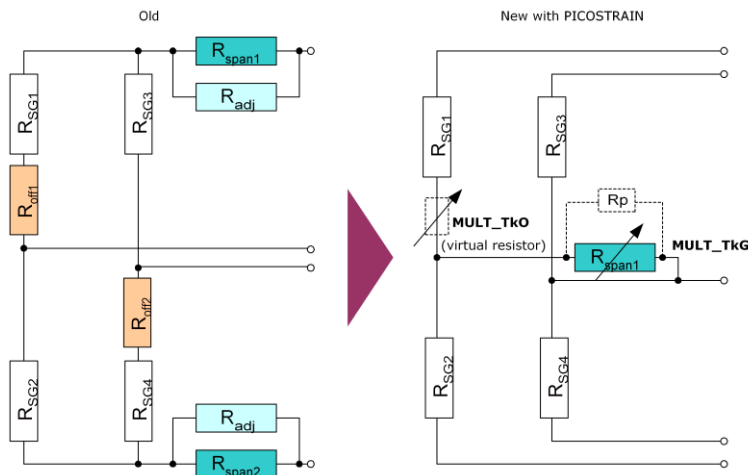 Old
New with PICOSTRAIN
Rspan1
Radj
RSG1
RSG3
Roff1
Roff2
RSG2
RSG4
Radj
Rspan2
RSG1
RSG3
MULT_TkO
(virtual resistor)
Rp
Rspan1
MULT_TkG
RSG2
RSG4